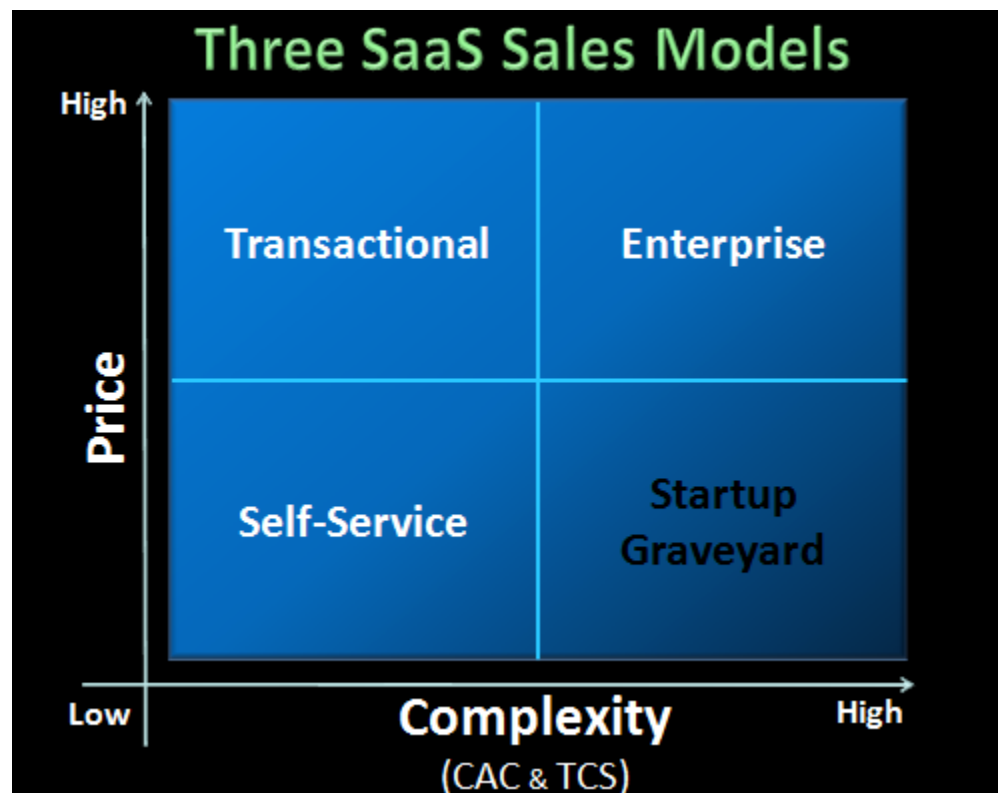 Three SaaS Sales Models
High
Transactional
Enterprise
Price
Self-Service
Startup
Graveyard
Low
Complexity
High
(CAC & TCS)